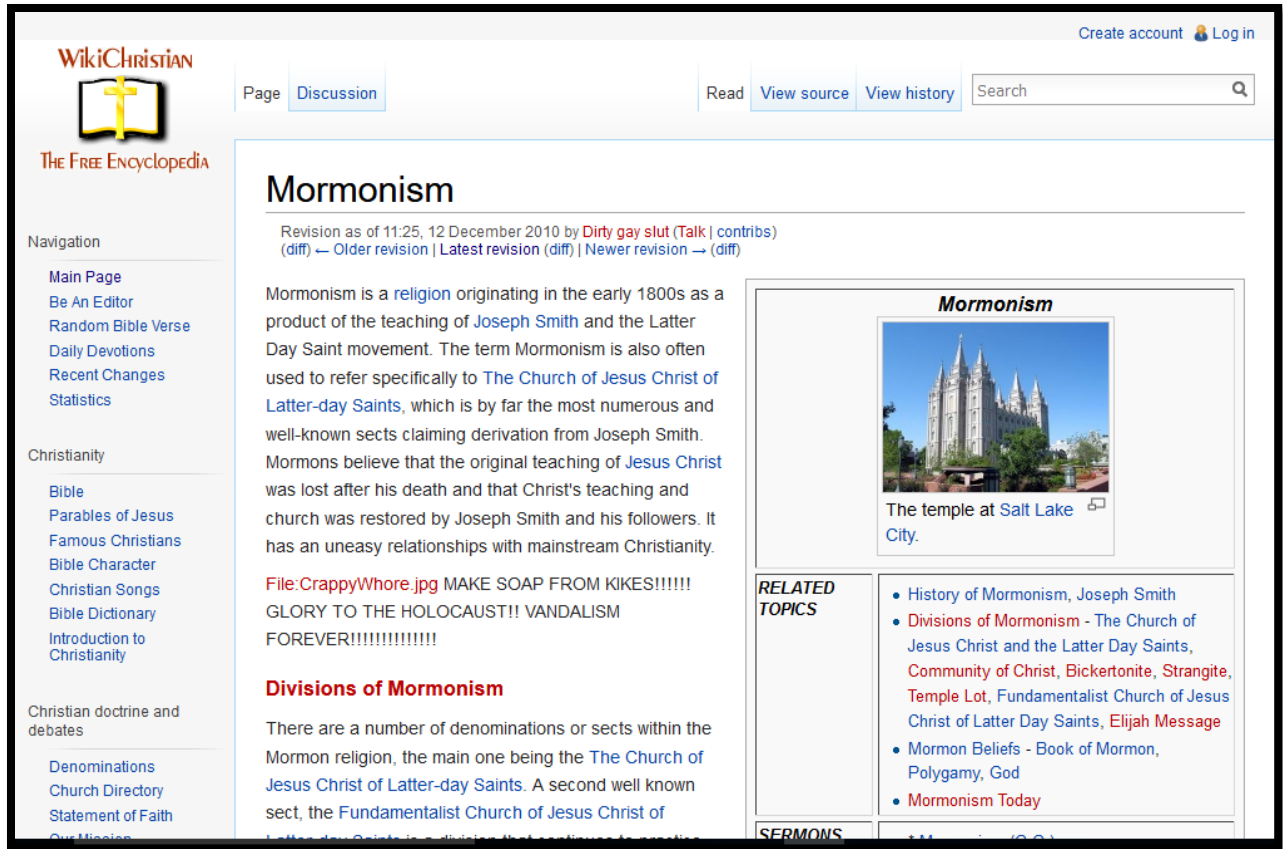 Create account Log in
WikiChristian
The Free Encyclopedia
Page Discussion
Read View source View history Search
Navigation
Main Page
Be An Editor
Random Bible Verse
Daily Devotions
Recent Changes
Statistics
Christianity
Bible
Parables of Jesus
Famous Christians
Bible Character
Christian Songs
Bible Dictionary
Introduction to
Christianity
Christian doctrine and
debates
Denominations
Church Directory
Statement of Faith
Our Mission
Mormonism
Revision as of 11:25, 12 December 2010 by Dirty gay slut (Talk | contribs)
(diff) ← Older revision | Latest revision (diff) | Newer revision → (diff)
Mormonism is a religion originating in the early 1800s as a
product of the teaching of Joseph Smith and the Latter
Day Saint movement. The term Mormonism is also often
used to refer specifically to The Church of Jesus Christ of
Latter-day Saints, which is by far the most numerous and
well-known sects claiming derivation from Joseph Smith.
Mormons believe that the original teaching of Jesus Christ
was lost after his death and that Christ's teaching and
church was restored by Joseph Smith and his followers. It
has an uneasy relationships with mainstream Christianity.
File:CrappyWhore.jpg MAKE SOAP FROM KIKES!!!!!!
GLORY TO THE HOLOCAUST!! VANDALISM
FOREVER!!!!!!!!!!!!!!
Divisions of Mormonism
There are a number of denominations or sects within the
Mormon religion, the main one being the The Church of
Jesus Christ of Latter-day Saints. A second well known
sect, the Fundamentalist Church of Jesus Christ of
Latter-day Saints is a division that continues to practice
Mormonism
The temple at Salt Lake
City.
RELATED
TOPICS
• History of Mormonism, Joseph Smith
• Divisions of Mormonism - The Church of
Jesus Christ and the Latter Day Saints,
Community of Christ, Bickertonite, Strangite,
Temple Lot, Fundamentalist Church of Jesus
Christ of Latter Day Saints, Elijah Message
• Mormon Beliefs - Book of Mormon,
Polygamy, God
• Mormonism Today
SERMONS